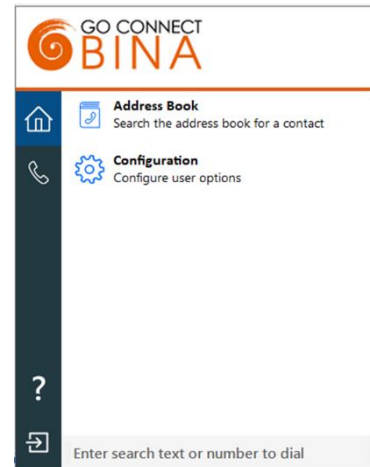 GO CONNECT
BINA
Address Book
Search the address book for a contact
Configuration
Configure user options
?
Enter search text or number to dial